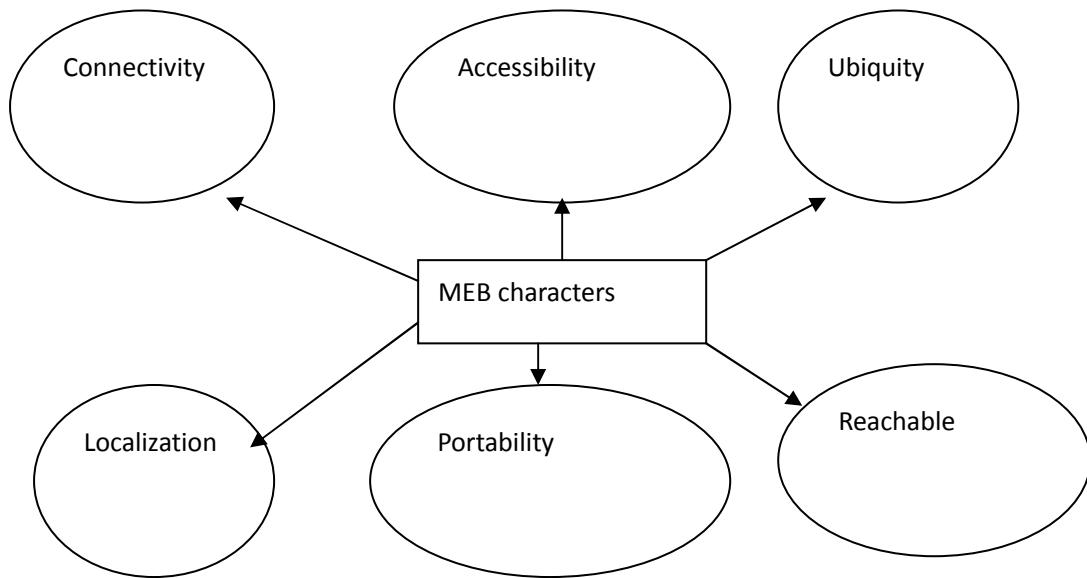 Connectivity
Accessibility
Ubiquity
MEB characters
Localization
Portability
Reachable